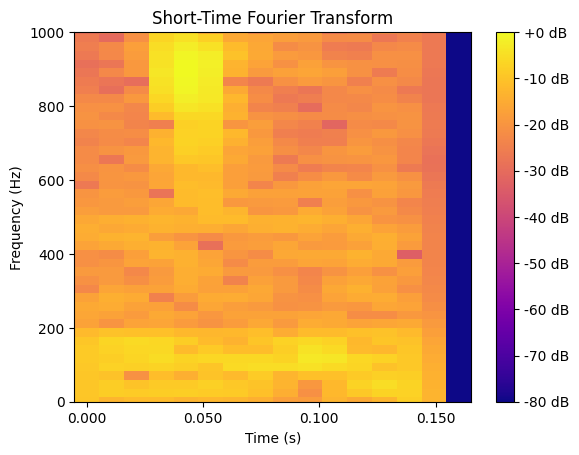 Short-Time Fourier Transform
Frequency (Hz)
1000
800
600
400
200
0
0.000
0.050
0.100
0.150
Time (s)
+0 dB
-10 dB
-20 dB
-30 dB
-40 dB
-50 dB
-60 dB
-70 dB
-80 dB